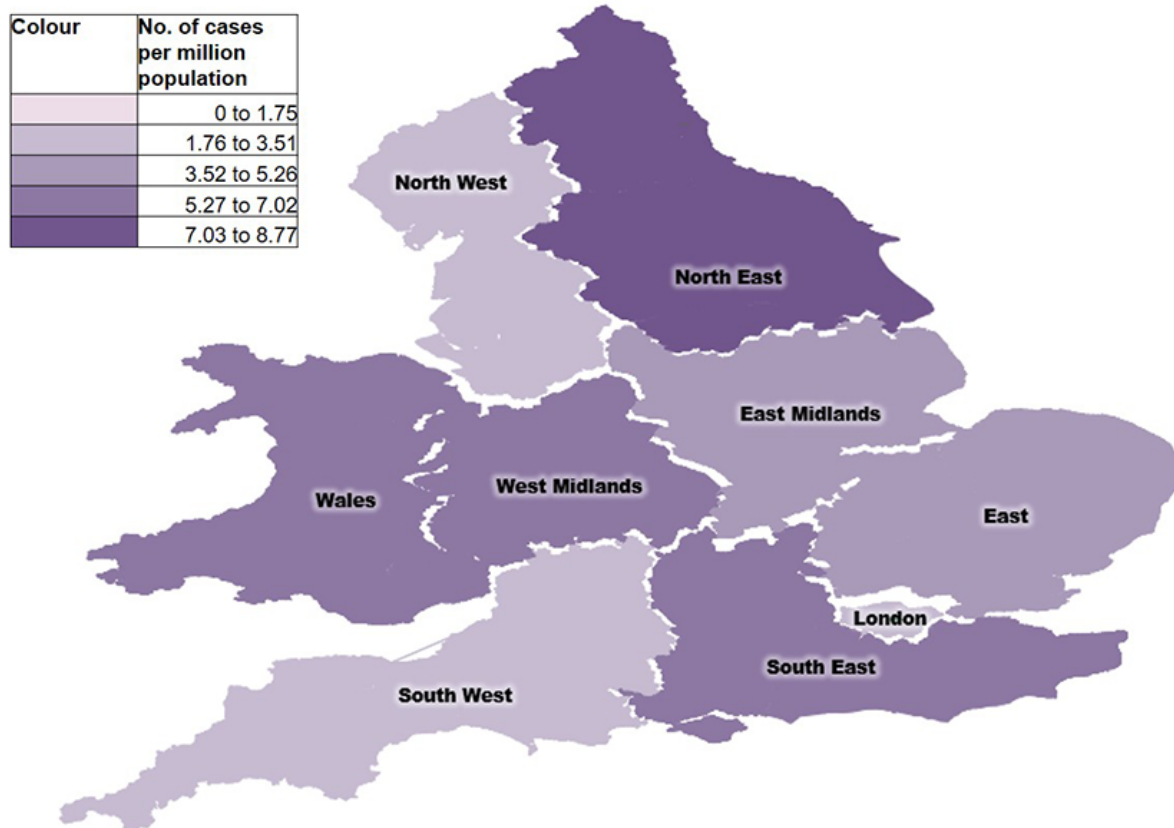 Colour No. of cases
per million
population
0 to 1.75
1.76 to 3.51
3.52 to 5.26
5.27 to 7.02
7.03 to 8.77
North West
North East
East Midlands
West Midlands
Wales
East
London
South East
South West